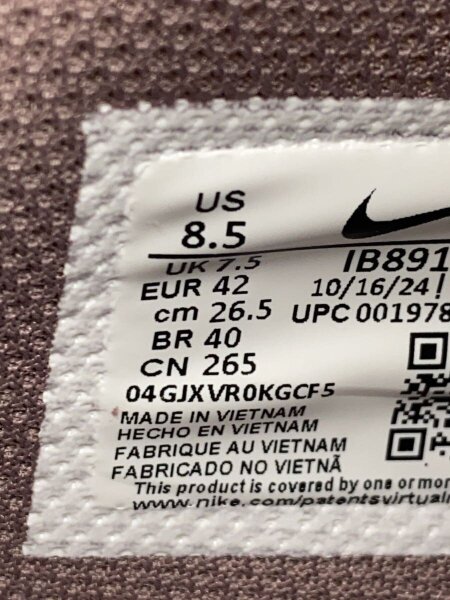 US
8.5
UK 7.5
EUR 42
cm 26.5
BR 40
CN 265
04GJXVR0KGCF5
IB891
10/16/24
UPC 001978
MADE IN VIETNAM
HECHO EN VIETNAM
FABRIQUE AU VIETNAM
FABRICADO NO VIETNÃ
This product is covered by one or mor
www.nike.com/patentsvirtualm